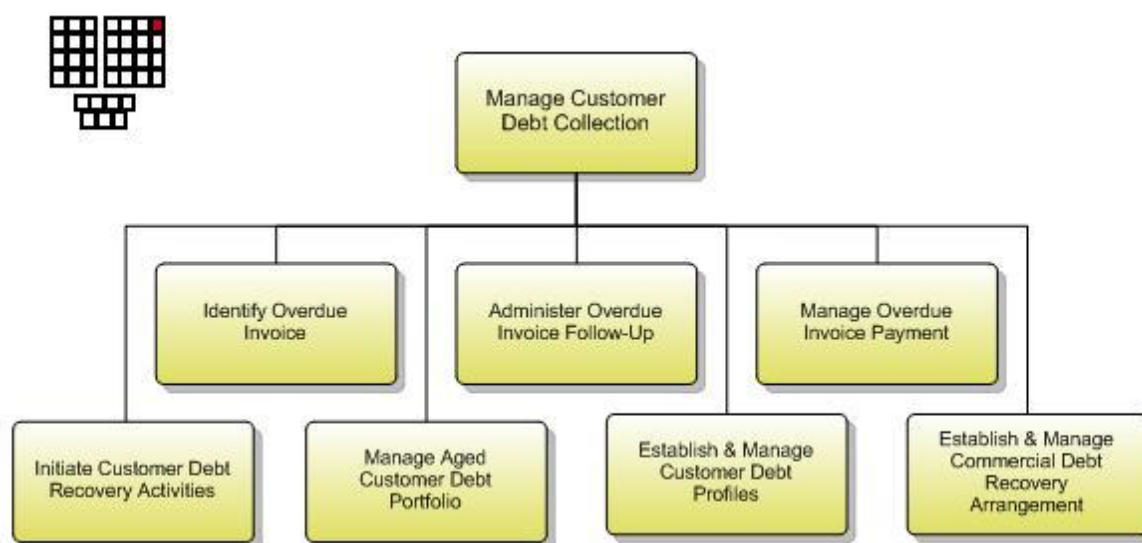 Manage Customer
Debt Collection
Identify Overdue
Invoice
Administer Overdue
Invoice Follow-Up
Manage Overdue
Invoice Payment
Initiate Customer Debt
Recovery Activities
Manage Aged
Customer Debt
Portfolio
Establish & Manage
Customer Debt
Profiles
Establish & Manage
Commercial Debt
Recovery
Arrangement